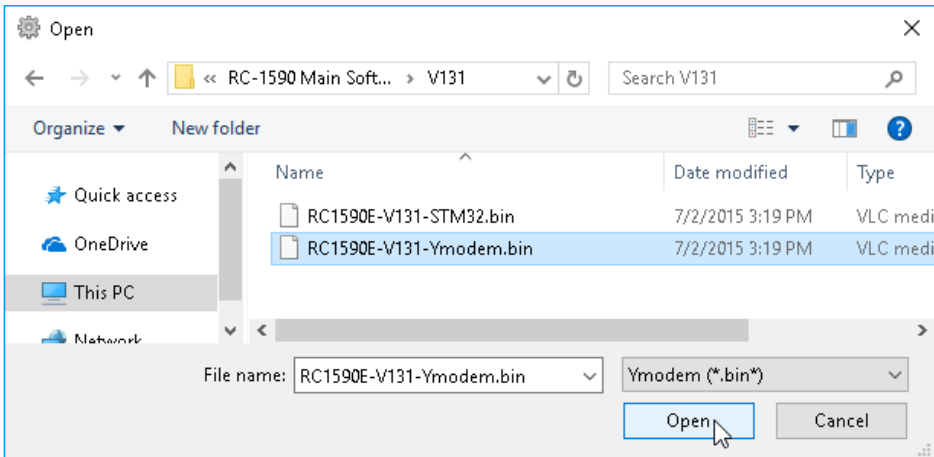 Open
« RC-1590 Main Soft... > V131
Search V131
Organize
New folder
Name
Date modified
Type
Quick access
OneDrive
This PC
Network
RC1590E-V131-STM32.bin 7/2/2015 3:19 PM VLC medi
RC1590E-V131-Ymodem.bin 7/2/2015 3:19 PM VLC medi
File name: RC1590E-V131-Ymodem.bin
Ymodem (*.bin*)
Open
Cancel